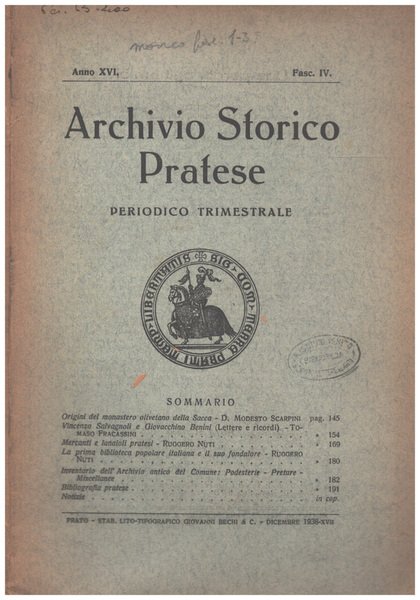 Anno XVI.
Fasc. IV.
Archivio Storico
Pratese
PERIODICO TRIMESTRALE
SOMMARIO
Origini del monastero olivetano della Sacca - D. MODESTO SCARPINI pag. 145
Vincenzo Salvagnoli e Giovacchino Benini (Lettere e ricordi). - TO-
MASO FRACASSINI . . . » 154
Mercanti e lanaioli pratesi - RUGGERO NUTI . . . » 169
La prima biblioteca popolare italiana e il suo fondatore - RUGGERO
NUTI . . . » 180
Inventario dell'Archivio antico del Comune: Podesterie - Preture -
Miscellanea . . . » 182
Bibliografia pratese . . . » 191
Notizie . . . in cop.
PRATO - STAB. LITO-TIPOGRAFICO GIOVANNI BECHI & C. - DICEMBRE 1938-XVII